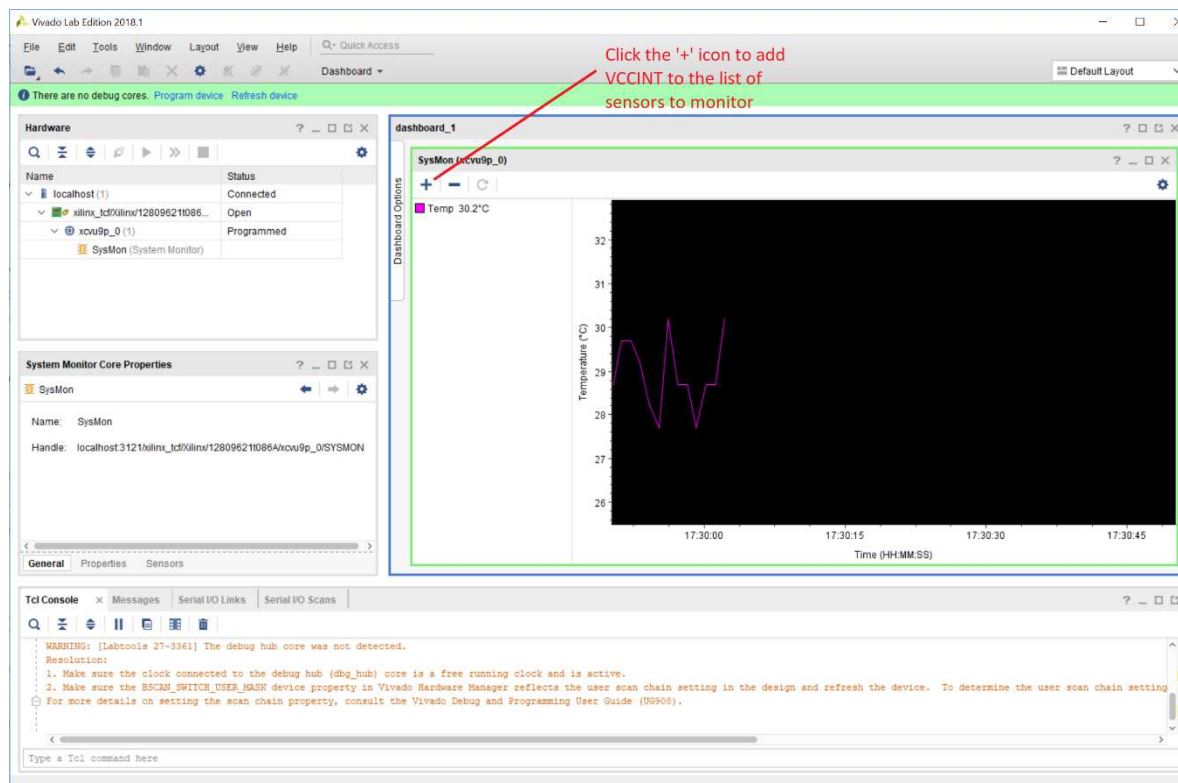 Vivado Lab Edition 2018.1
File Edit Tools Window Layout View Help Quick Access
Dashboard
Default Layout
There are no debug cores. Program device Refresh device
Click the '+' icon to add
VCCINT to the list of
sensors to monitor
Hardware
Name Status
localhost (1) Connected
xilinx_tcf/Xilinx/12809621t086... Open
xcvu9p_0 (1) Programmed
SysMon (System Monitor)
System Monitor Core Properties
SysMon
Name: SysMon
Handle: localhost:3121/xilinx_tcf/Xilinx/12809621t086A/xcvu9p_0/SYSMON
General Properties Sensors
dashboard_1
Dashboard Options
SysMon (xcvu9p_0)
Temp 30.2°C
Temperature (°C)
32
31
30
29
28
27
26
17:30:00 17:30:15 17:30:30 17:30:45
Time (HH:MM:SS)
Tcl Console Messages Serial I/O Links Serial I/O Scans
WARNING: [Labtools 27-3361] The debug hub core was not detected.
Resolution:
1. Make sure the clock connected to the debug hub (dbg_hub) core is a free running clock and is active.
2. Make sure the BSCAN_SWITCH_USER_MASK device property in Vivado Hardware Manager reflects the user scan chain setting in the design and refresh the device. To determine the user scan chain setting
For more details on setting the scan chain property, consult the Vivado Debug and Programming User Guide (UG908).
Type a Tcl command here